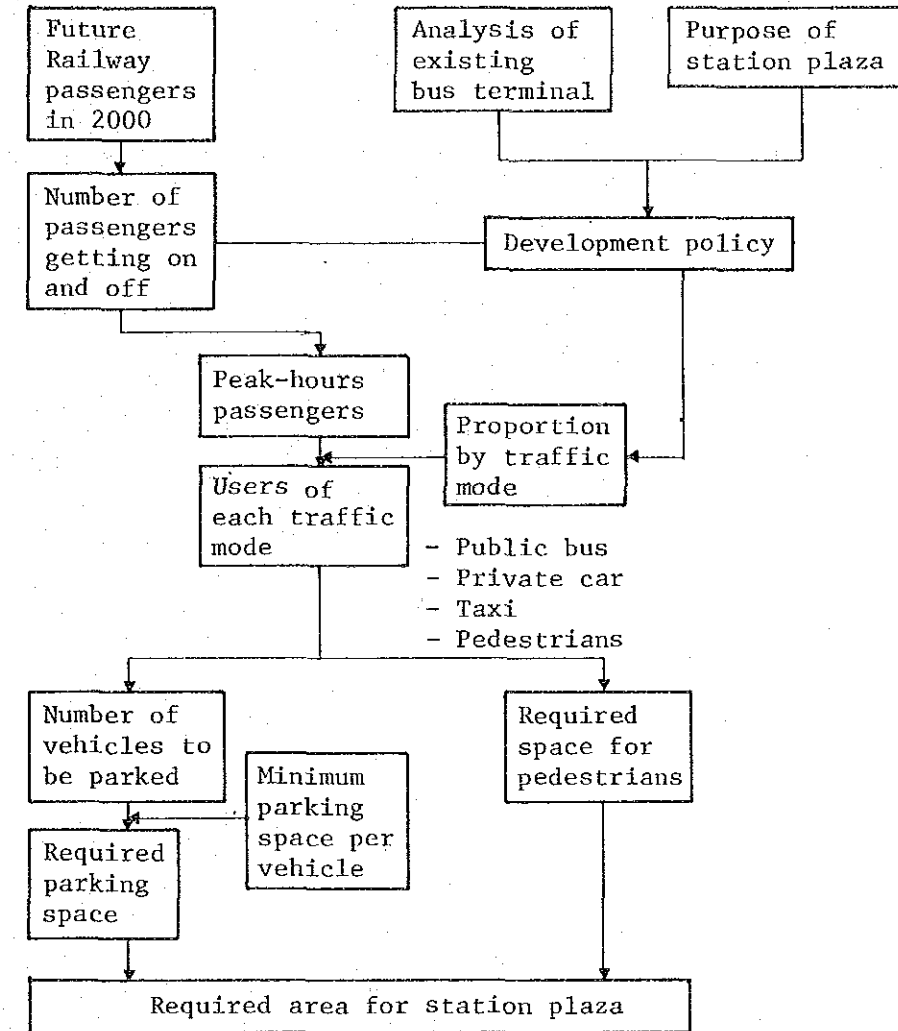 Future
Railway
passengers
in 2000
Analysis of
existing
bus terminal
Purpose of
station plaza
Number of
passengers
getting on
and off
Development policy
Peak-hours
passengers
Proportion
by traffic
mode
Users of
each traffic
mode
- Public bus
- Private car
- Taxi
- Pedestrians
Number of
vehicles to
be parked
Minimum
parking
space per
vehicle
Required
space for
pedestrians
Required
parking
space
Required area for station plaza